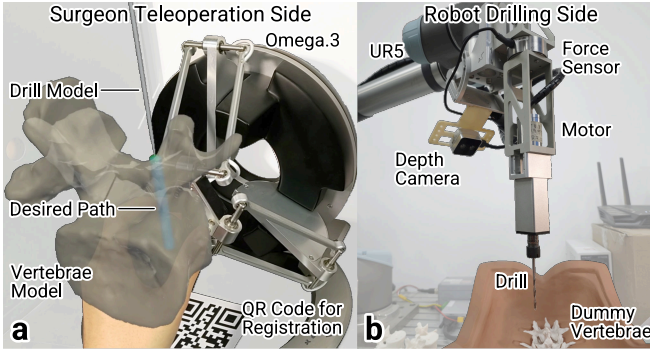 Surgeon Teleoperation Side
Omega.3
Drill Model
Desired Path
Vertebrae
Model
QR Code for
Registration
a
Robot Drilling Side
UR5
Force
Sensor
Motor
Depth
Camera
Drill
Dummy
Vertebrae
b